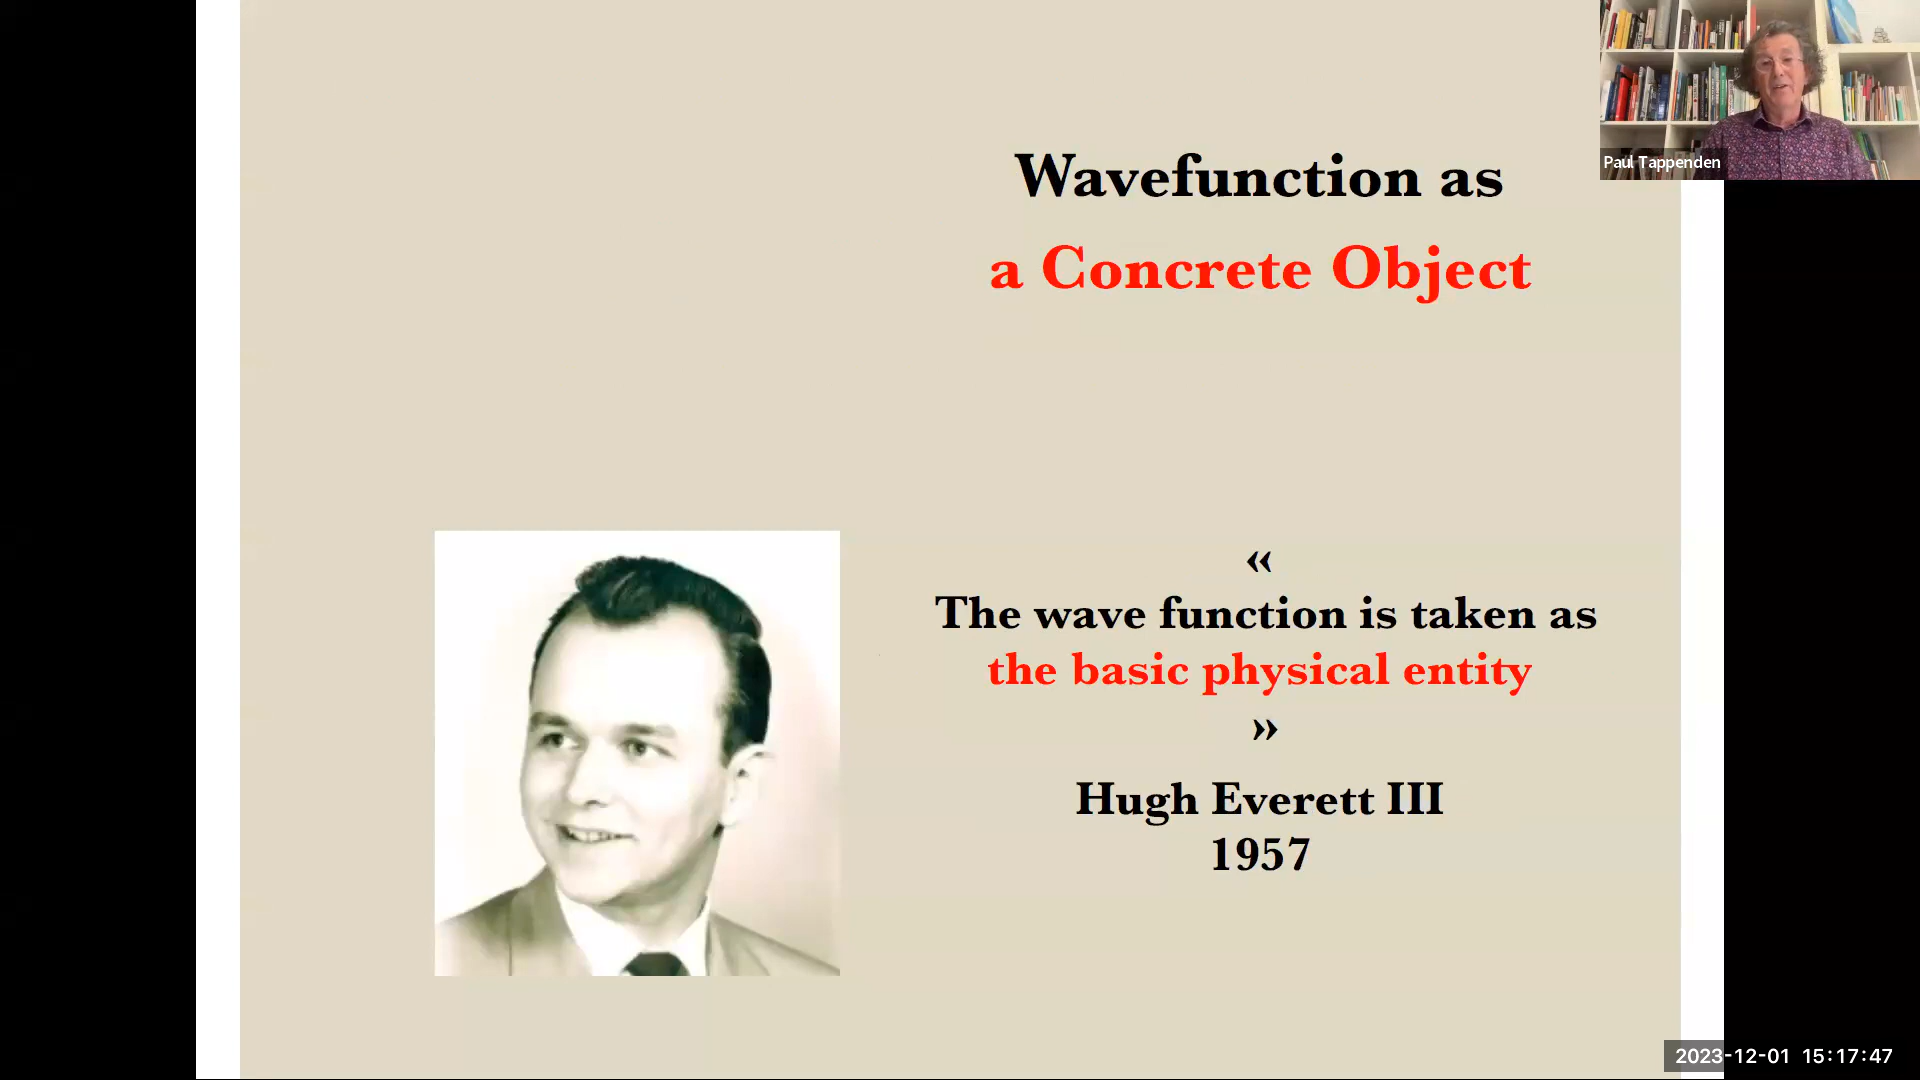 Wavefunction as
a Concrete Object
Paul Tappenden
«
The wave function is taken as
the basic physical entity
»
Hugh Everett III
1957
2023-12-01 15:17:47